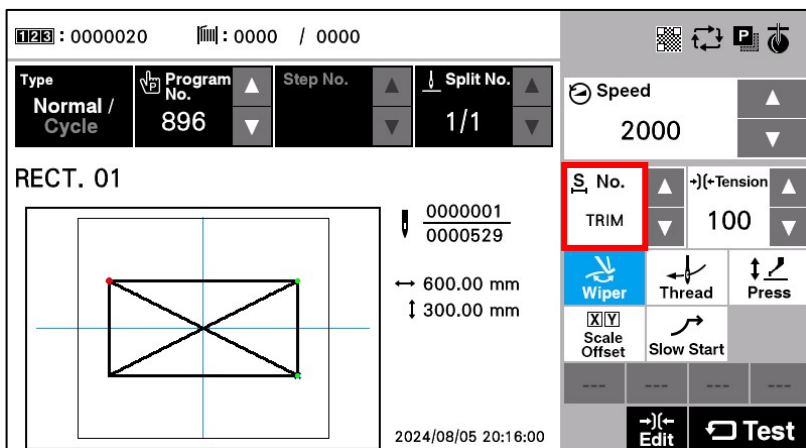 123 : 0000020 : 0000 / 0000
P
Type
Normal /
Cycle
P Program No.
896
Step No.
Split No.
1/1
Speed
2000
RECT. 01
0000001
0000529
600.00 mm
300.00 mm
S No.
TRIM
Tension
100
Wiper
Thread
Press
X Y
Scale
Offset
Slow Start
--- --- --- ---
2024/08/05 20:16:00
Edit
Test